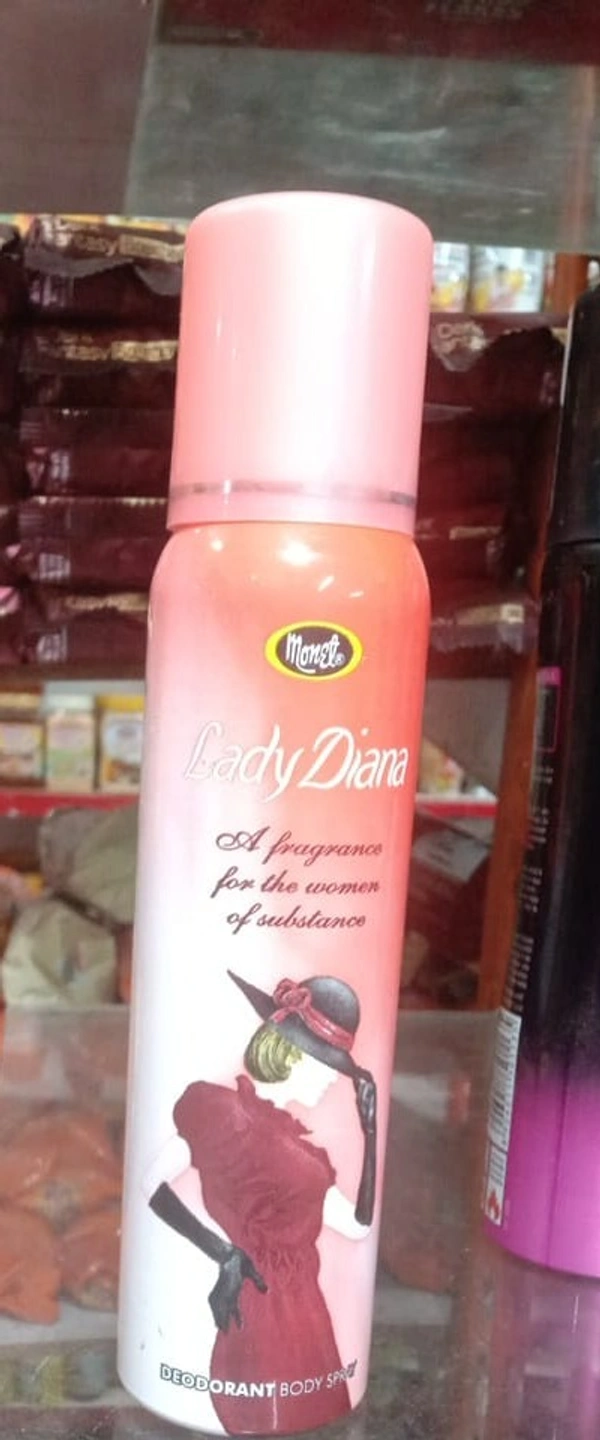 Monet®
Lady Diana
A fragrance
for the women
of substance
DEODORANT BODY SPRAY